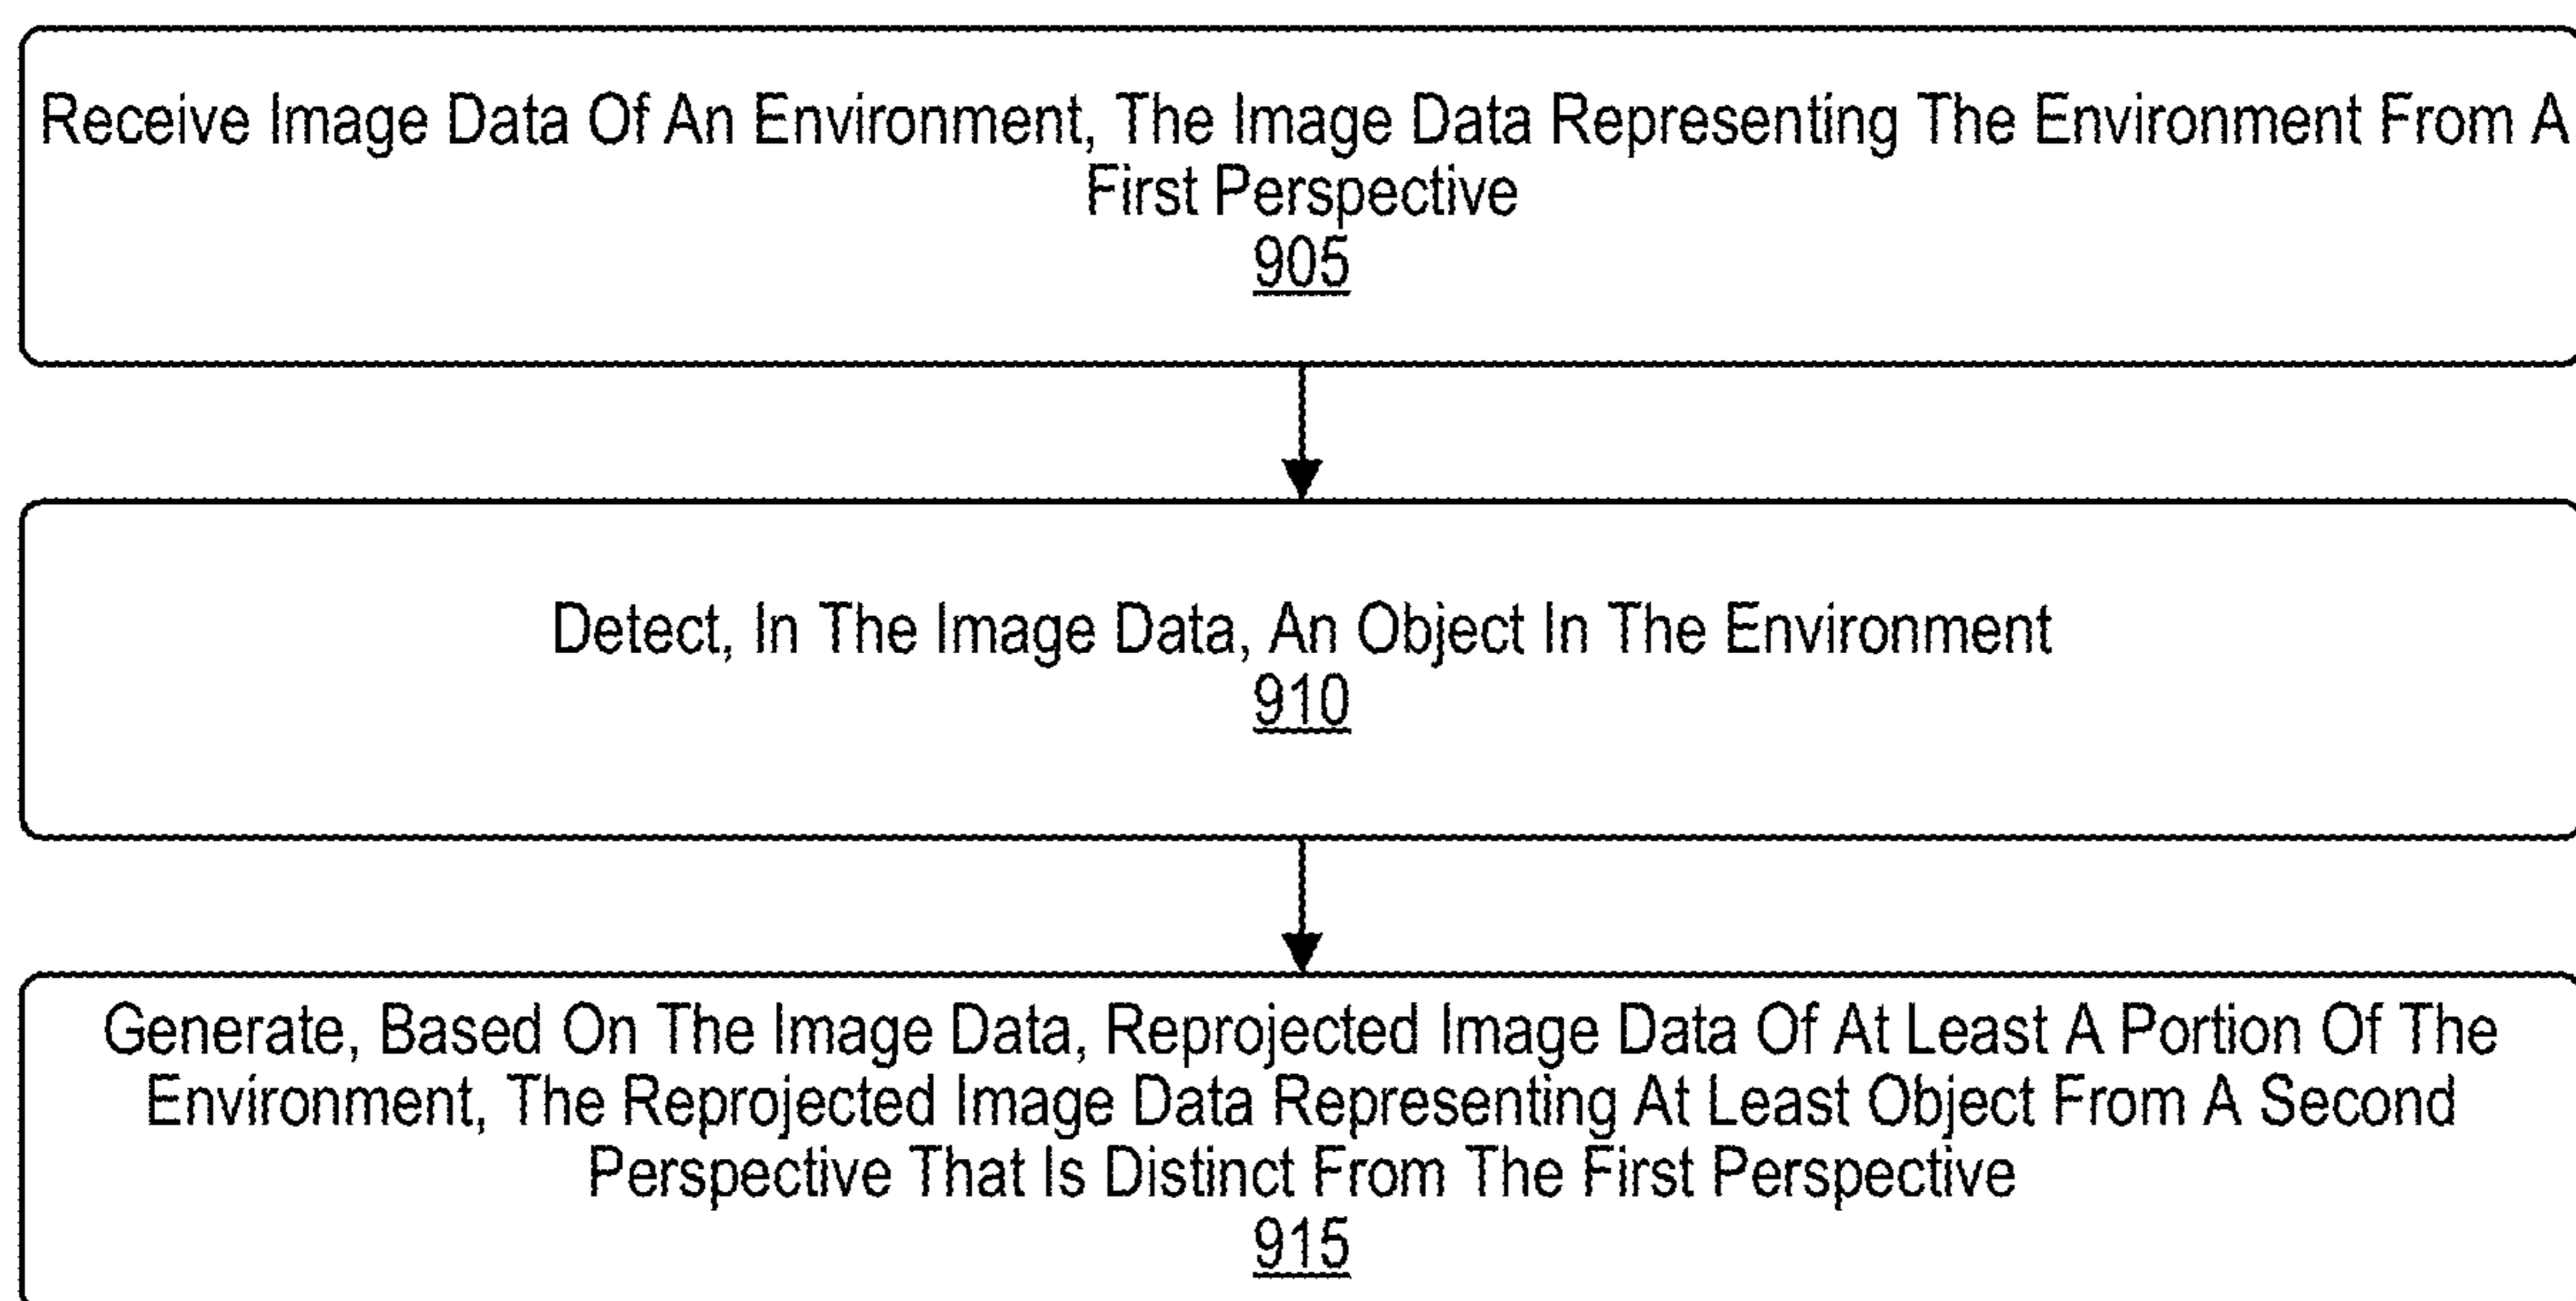 Receive Image Data Of An Environment, The Image Data Representing The Environment From A
First Perspective
905
Detect, In The Image Data, An Object In The Environment
910
Generate, Based On The Image Data, Reprojected Image Data Of At Least A Portion Of The
Environment, The Reprojected Image Data Representing At Least Object From A Second
Perspective That Is Distinct From The First Perspective
915